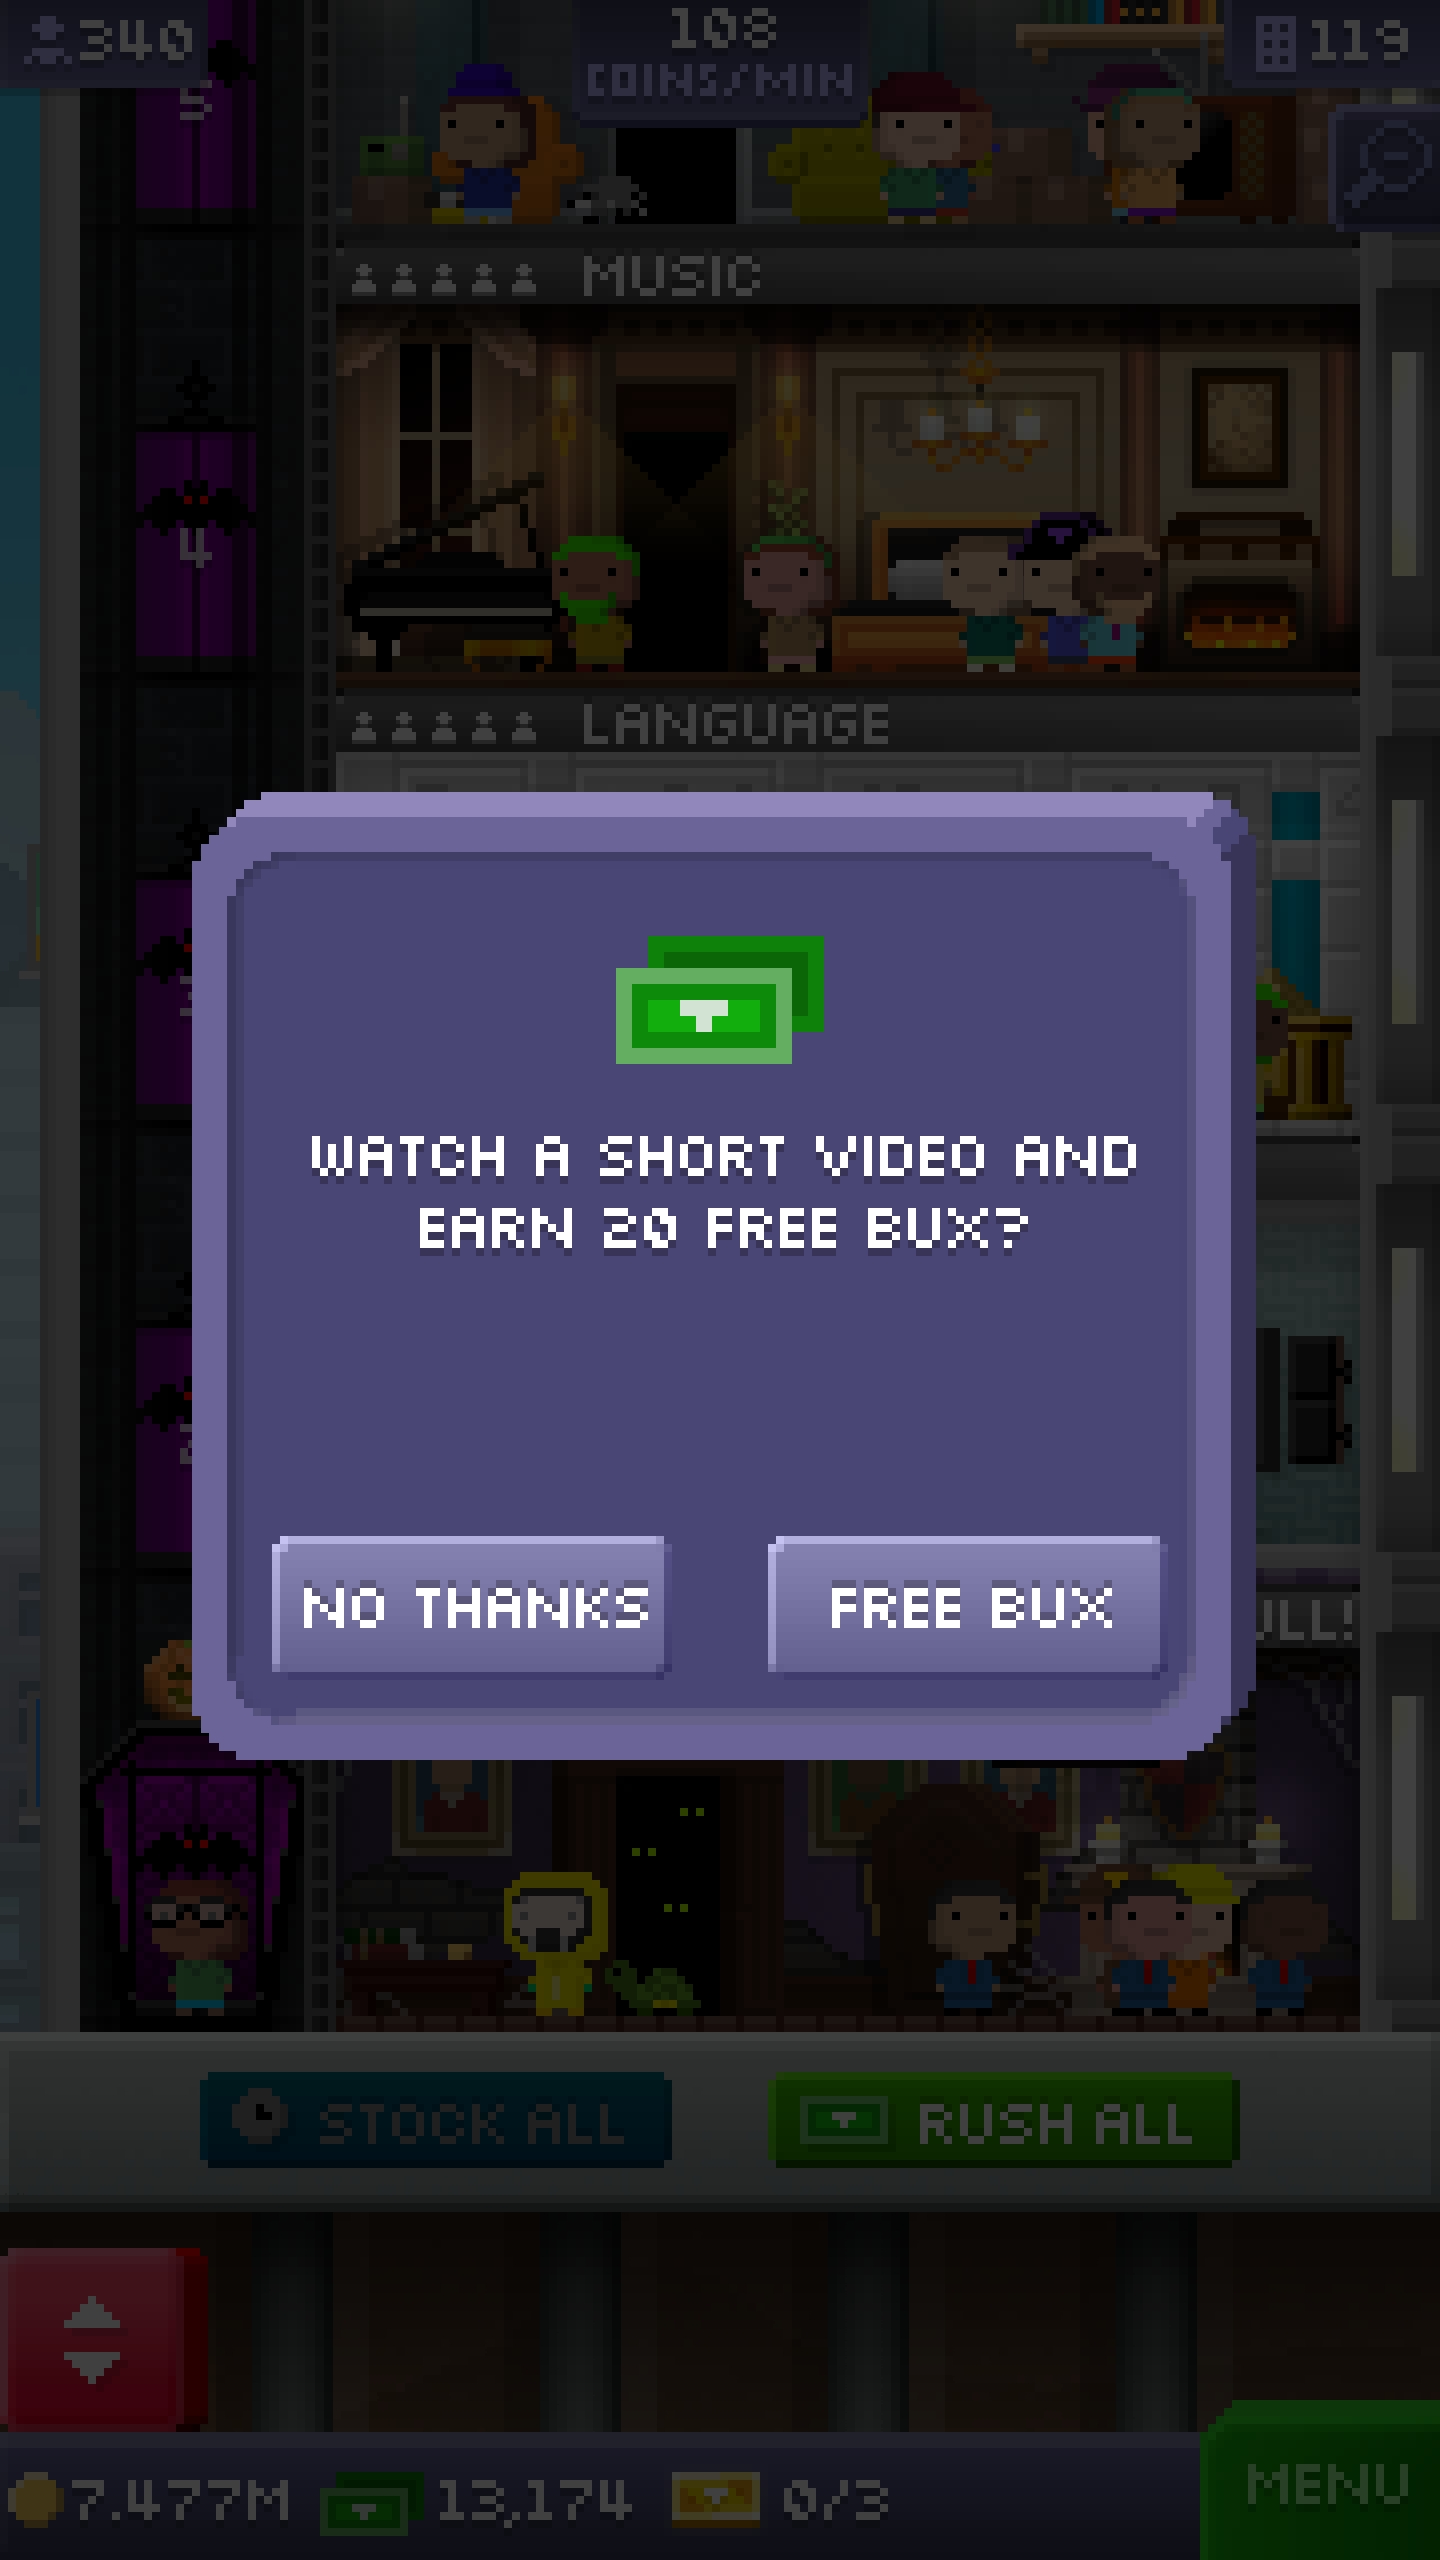 340
108
COINS/MIN
119
5
MUSIC
4
LANGUAGE
WATCH A SHORT VIDEO AND
EARN 20 FREE BUX?
NO THANKS
FREE BUX
STOCK ALL
RUSH ALL
7.477M
13,174
0/3
MENU